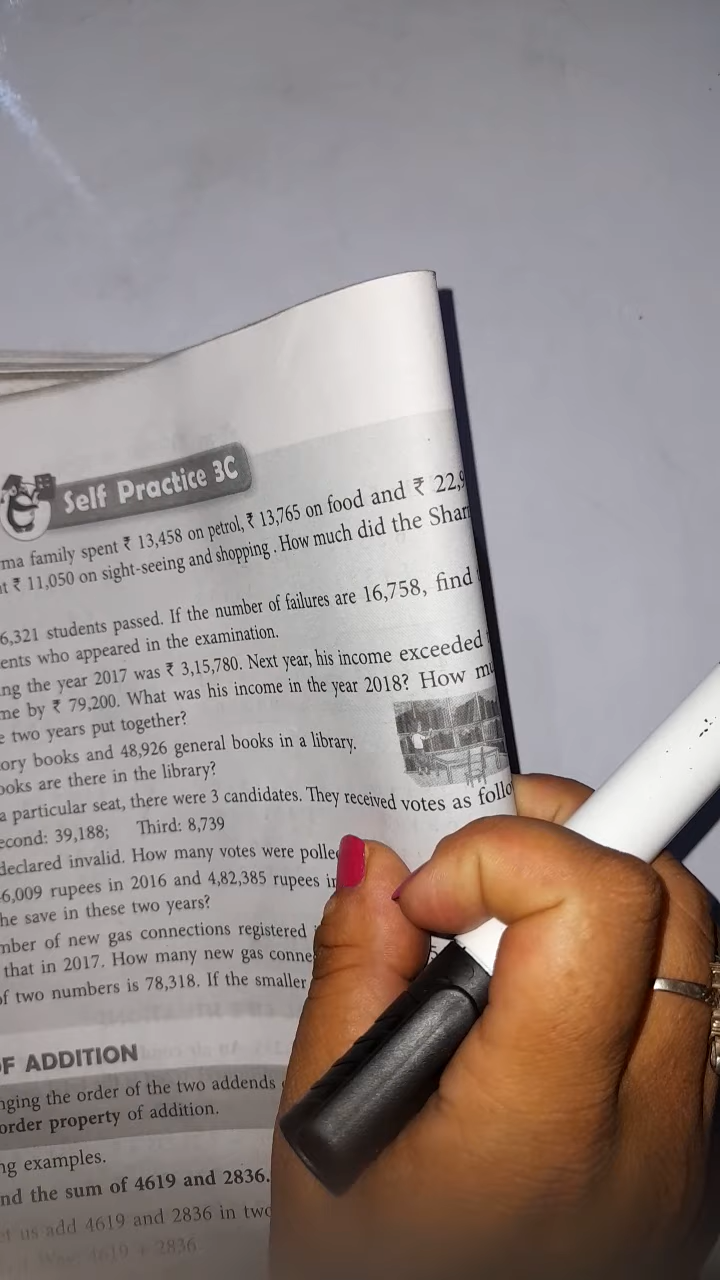 Self Practice 3C
ma family spent ₹ 13,458 on petrol, ₹ 13,765 on food and ₹ 22,9
₹ 11,050 on sight-seeing and shopping . How much did the Shar
6,321 students passed. If the number of failures are 16,758, find
ents who appeared in the examination.
ng the year 2017 was ₹ 3,15,780. Next year, his income exceeded
me by ₹ 79,200. What was his income in the year 2018? How mu
two years put together?
ory books and 48,926 general books in a library.
ooks are there in the library?
a particular seat, there were 3 candidates. They received votes as follo
econd: 39,188; Third: 8,739
declared invalid. How many votes were polle
6,009 rupees in 2016 and 4,82,385 rupees in
he save in these two years?
mber of new gas connections registered
that in 2017. How many new gas conne
of two numbers is 78,318. If the smaller
F ADDITION
nging the order of the two addends
order property of addition.
ng examples.
nd the sum of 4619 and 2836.
us add 4619 and 2836 in two
4619 + 2836